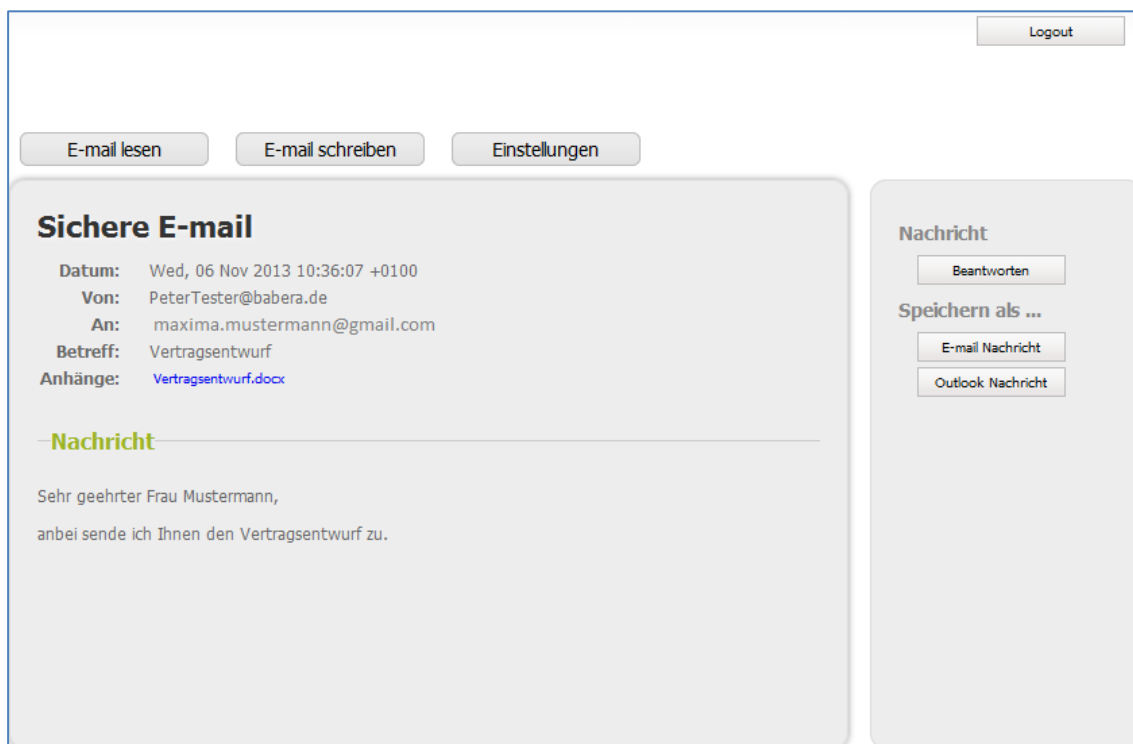 Logout
E-mail lesen E-mail schreiben Einstellungen
Sichere E-mail
Datum: Wed, 06 Nov 2013 10:36:07 +0100
Von: PeterTester@babera.de
An: maxima.mustermann@gmail.com
Betreff: Vertragsentwurf
Anhänge: Vertragsentwurf.docx
Nachricht
Sehr geehrter Frau Mustermann,
anbei sende ich Ihnen den Vertragsentwurf zu.
Nachricht
Beantworten
Speichern als ...
E-mail Nachricht
Outlook Nachricht